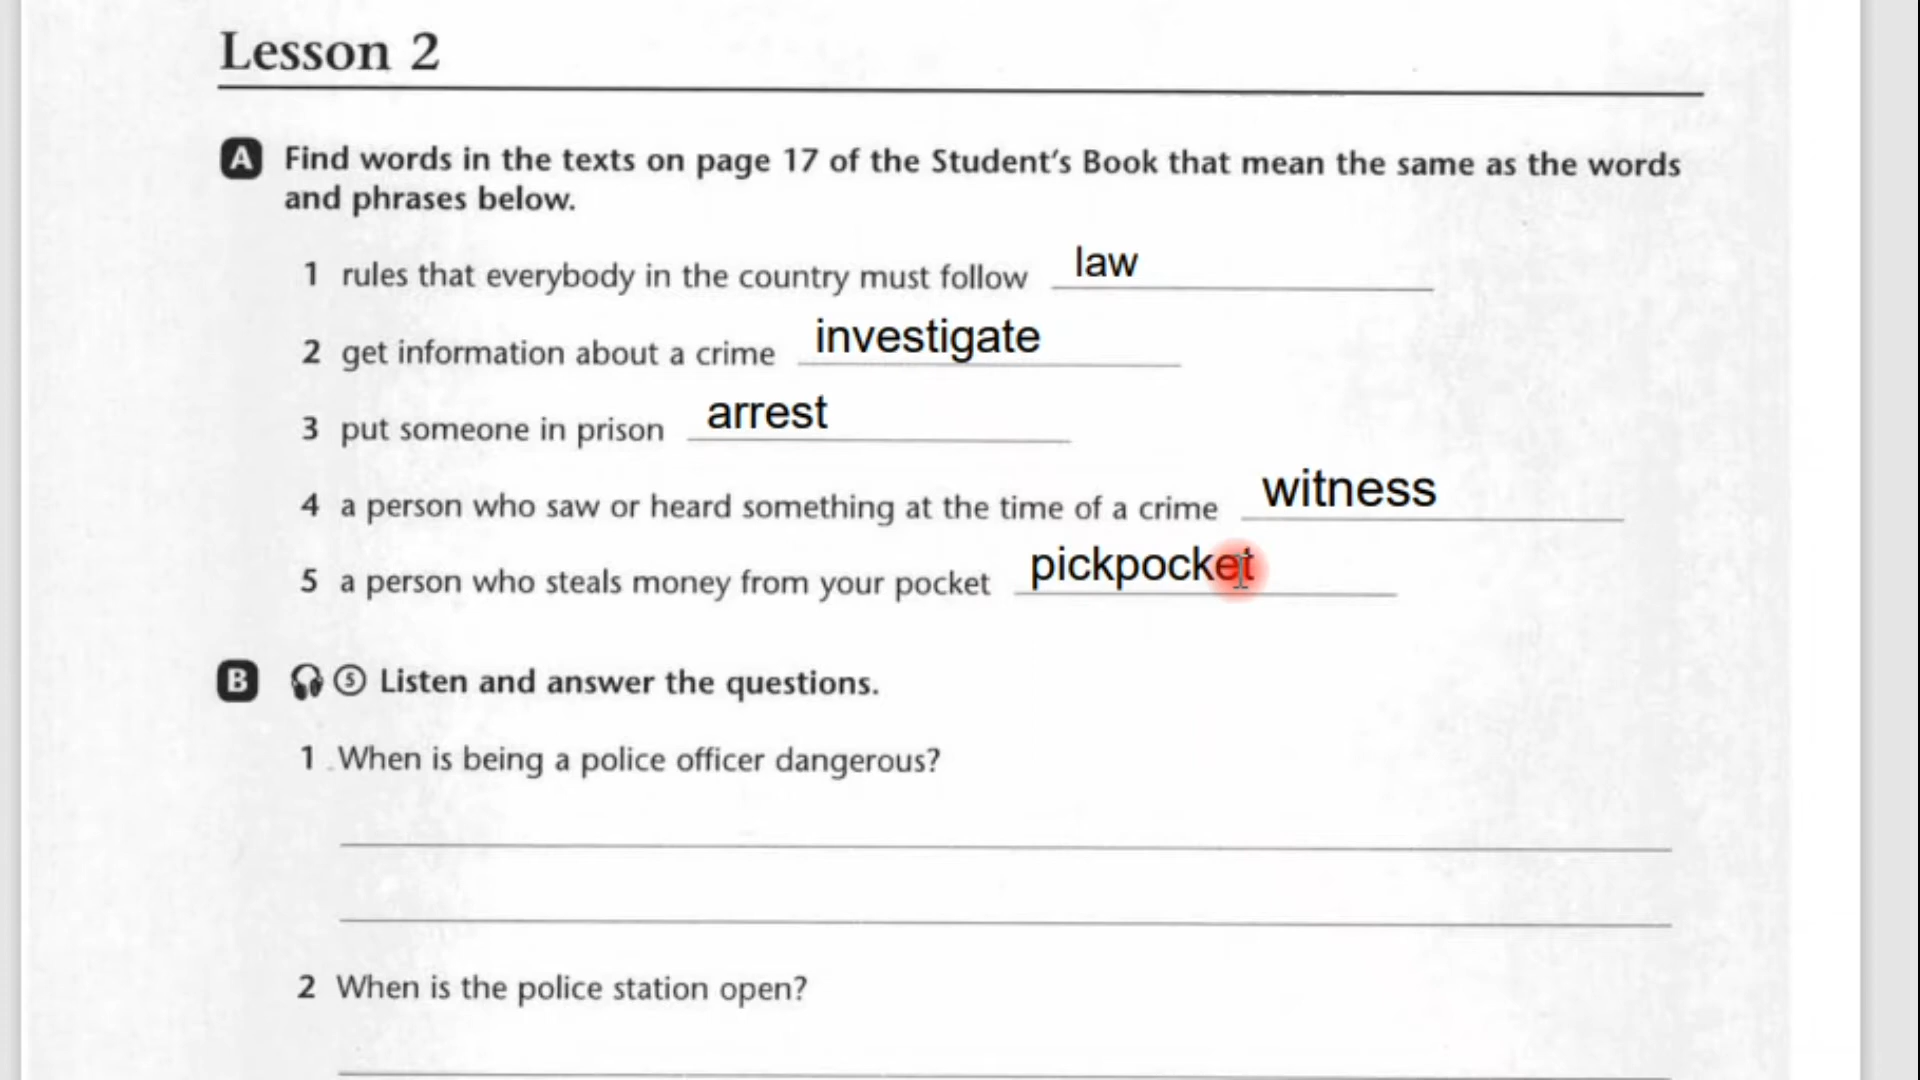 Lesson 2
A Find words in the texts on page 17 of the Student's Book that mean the same as the words
and phrases below.
1 rules that everybody in the country must follow law
2 get information about a crime investigate
3 put someone in prison arrest
4 a person who saw or heard something at the time of a crime witness
5 a person who steals money from your pocket pickpocket
B 5 Listen and answer the questions.
1 When is being a police officer dangerous?
2 When is the police station open?